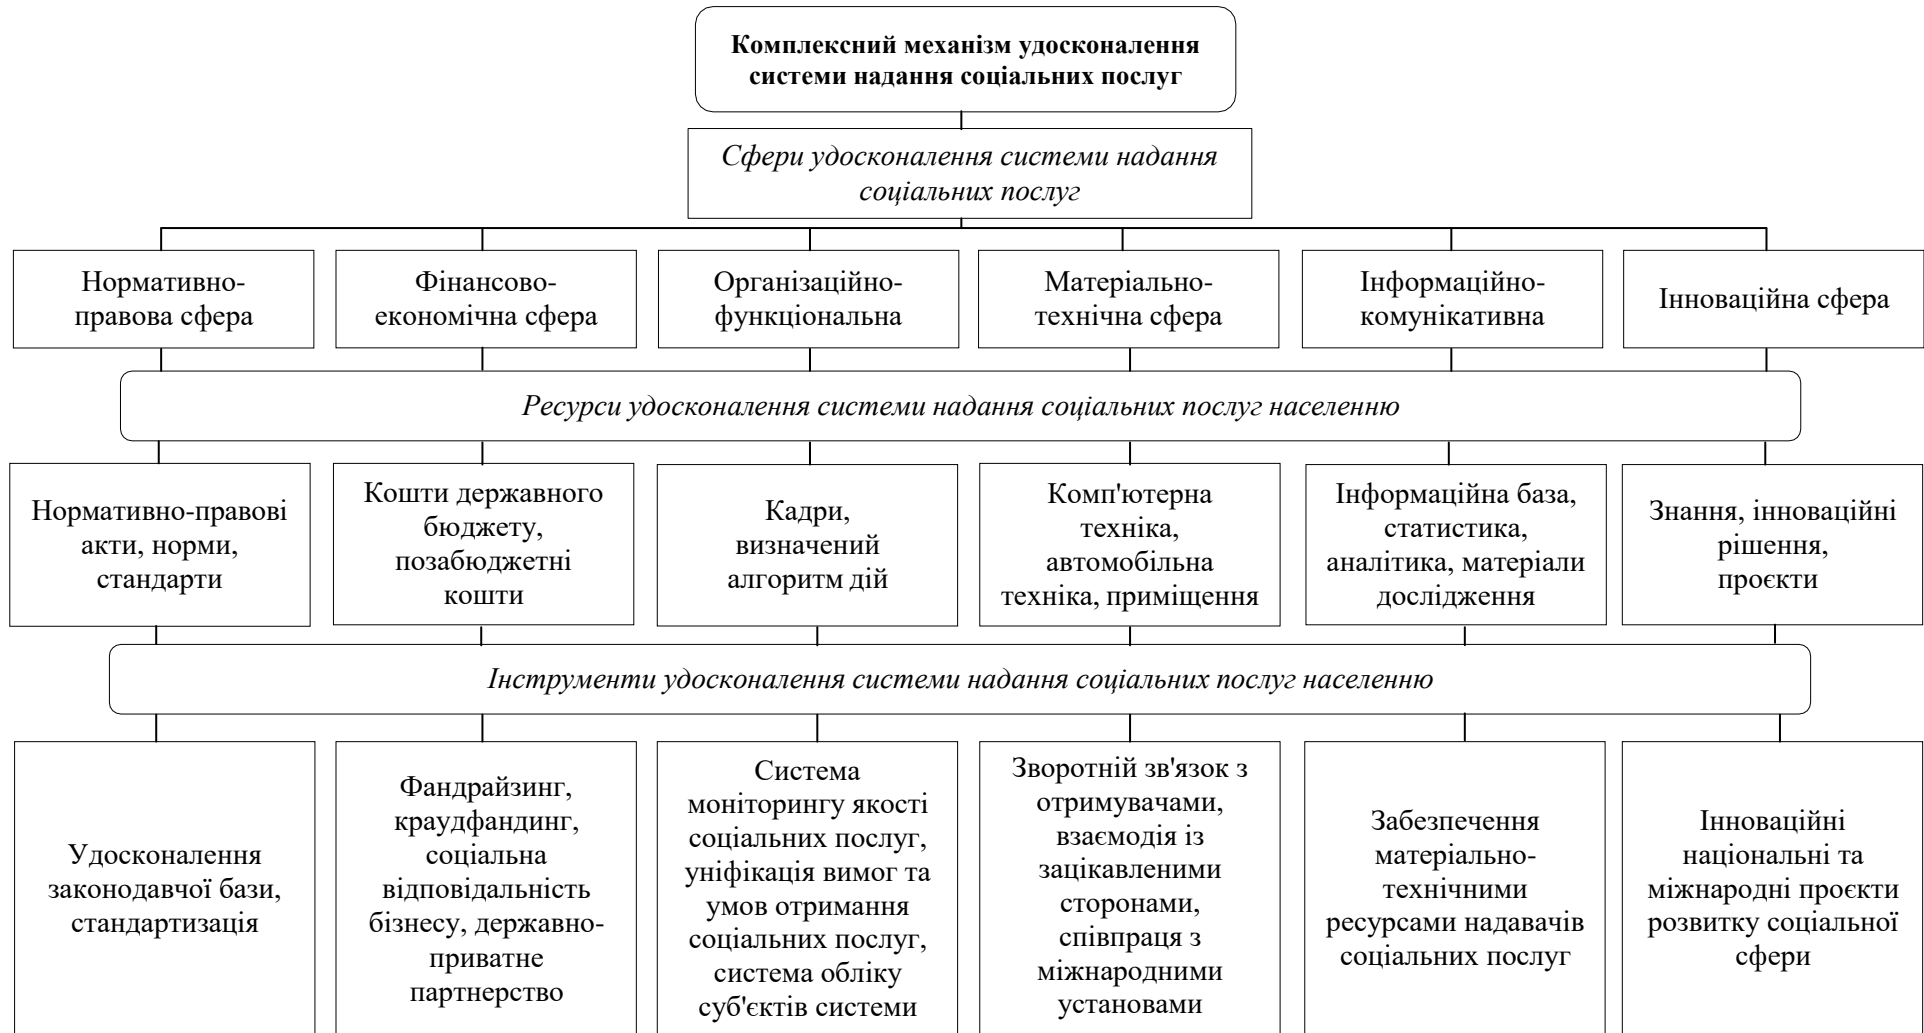 Комплексний механізм удосконалення
системи надання соціальних послуг
Сфери удосконалення системи надання
соціальних послуг
Нормативно-
правова сфера
Фінансово-
економічна сфера
Організаційно-
функціональна
Матеріально-
технічна сфера
Інформаційно-
комунікативна
Інноваційна сфера
Ресурси удосконалення системи надання соціальних послуг населенню
Нормативно-правові
акти, норми,
стандарти
Кошти державного
бюджету,
позабюджетні
кошти
Кадри,
визначений
алгоритм дій
Комп'ютерна
техніка,
автомобільна
техніка, приміщення
Інформаційна база,
статистика,
аналітика, матеріали
дослідження
Знання, інноваційні
рішення,
проєкти
Інструменти удосконалення системи надання соціальних послуг населенню
Удосконалення
законодавчої бази,
стандартизація
Фандрайзинг,
краудфандинг,
соціальна
відповідальність
бізнесу, державно-
приватне
партнерство
Система
моніторингу якості
соціальних послуг,
уніфікація вимог та
умов отримання
соціальних послуг,
система обліку
суб'єктів системи
Зворотній зв'язок з
отримувачами,
взаємодія із
зацікавленими
сторонами,
співпраця з
міжнародними
установами
Забезпечення
матеріально-
технічними
ресурсами надавачів
соціальних послуг
Інноваційні
національні та
міжнародні проєкти
розвитку соціальної
сфери